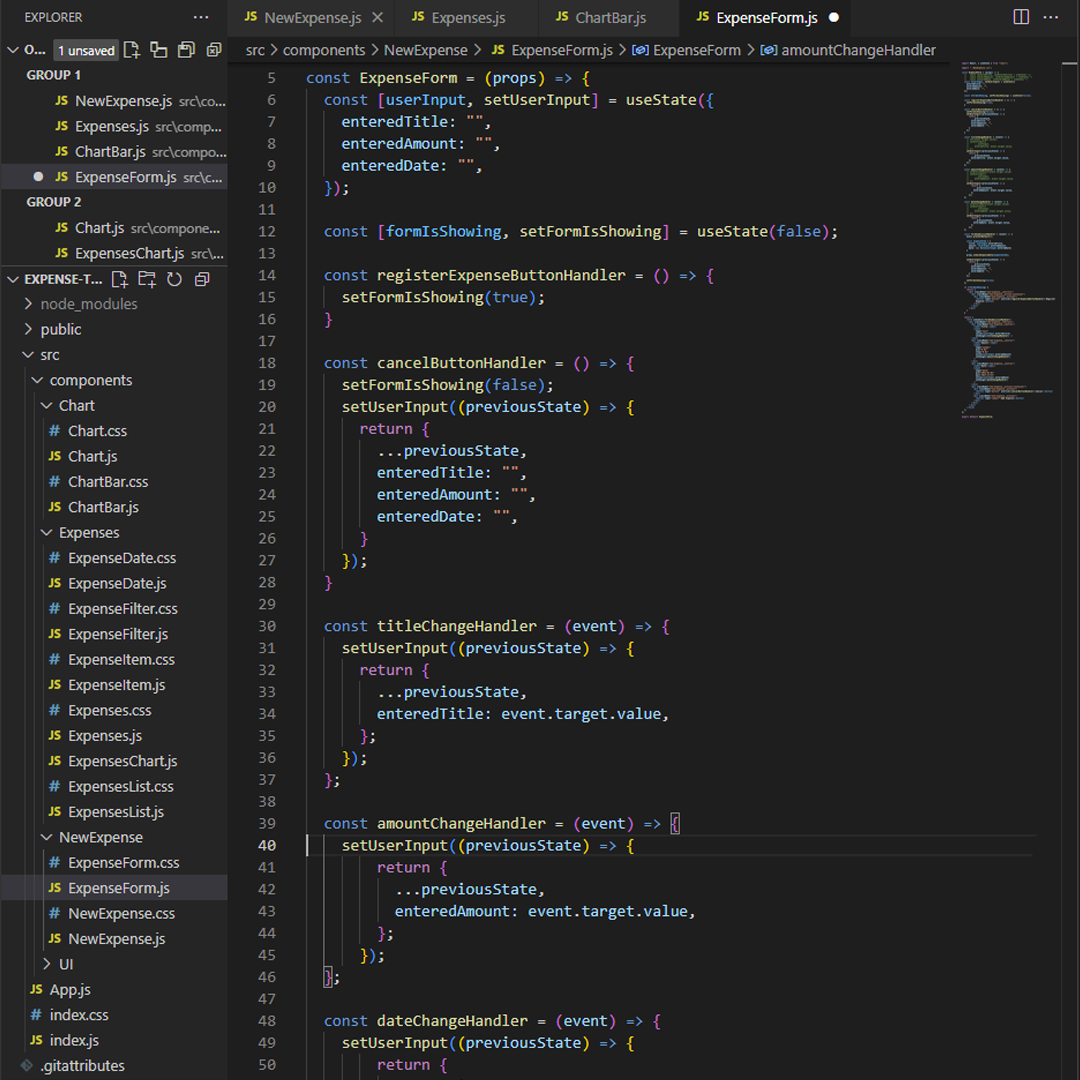 EXPLORER ···
O... 1 unsaved
GROUP 1
JS NewExpense.js src\co...
JS Expenses.js src\comp...
JS ChartBar.js src\compo...
JS ExpenseForm.js src\c...
GROUP 2
JS Chart.js src\compone...
JS ExpensesChart.js src\...
EXPENSE-T...
node_modules
public
src
components
Chart
# Chart.css
JS Chart.js
# ChartBar.css
JS ChartBar.js
Expenses
# ExpenseDate.css
JS ExpenseDate.js
# ExpenseFilter.css
JS ExpenseFilter.js
# ExpenseItem.css
JS ExpenseItem.js
# Expenses.css
JS Expenses.js
JS ExpensesChart.js
# ExpensesList.css
JS ExpensesList.js
NewExpense
# ExpenseForm.css
JS ExpenseForm.js
# NewExpense.css
JS NewExpense.js
UI
JS App.js
# index.css
JS index.js
.gitattributes
JS NewExpense.js JS Expenses.js JS ChartBar.js JS ExpenseForm.js ···
src > components > NewExpense > JS ExpenseForm.js > ExpenseForm > amountChangeHandler
5 const ExpenseForm = (props) => {
6 const [userInput, setUserInput] = useState({
7 enteredTitle: "",
8 enteredAmount: "",
9 enteredDate: "",
10 });
11
12 const [formIsShowing, setFormIsShowing] = useState(false);
13
14 const registerExpenseButtonHandler = () => {
15 setFormIsShowing(true);
16 }
17
18 const cancelButtonHandler = () => {
19 setFormIsShowing(false);
20 setUserInput((previousState) => {
21 return {
22 ...previousState,
23 enteredTitle: "",
24 enteredAmount: "",
25 enteredDate: "",
26 }
27 });
28 }
29
30 const titleChangeHandler = (event) => {
31 setUserInput((previousState) => {
32 return {
33 ...previousState,
34 enteredTitle: event.target.value,
35 };
36 });
37 };
38
39 const amountChangeHandler = (event) => {
40 setUserInput((previousState) => {
41 return {
42 ...previousState,
43 enteredAmount: event.target.value,
44 };
45 });
46 };
47
48 const dateChangeHandler = (event) => {
49 setUserInput((previousState) => {
50 return {